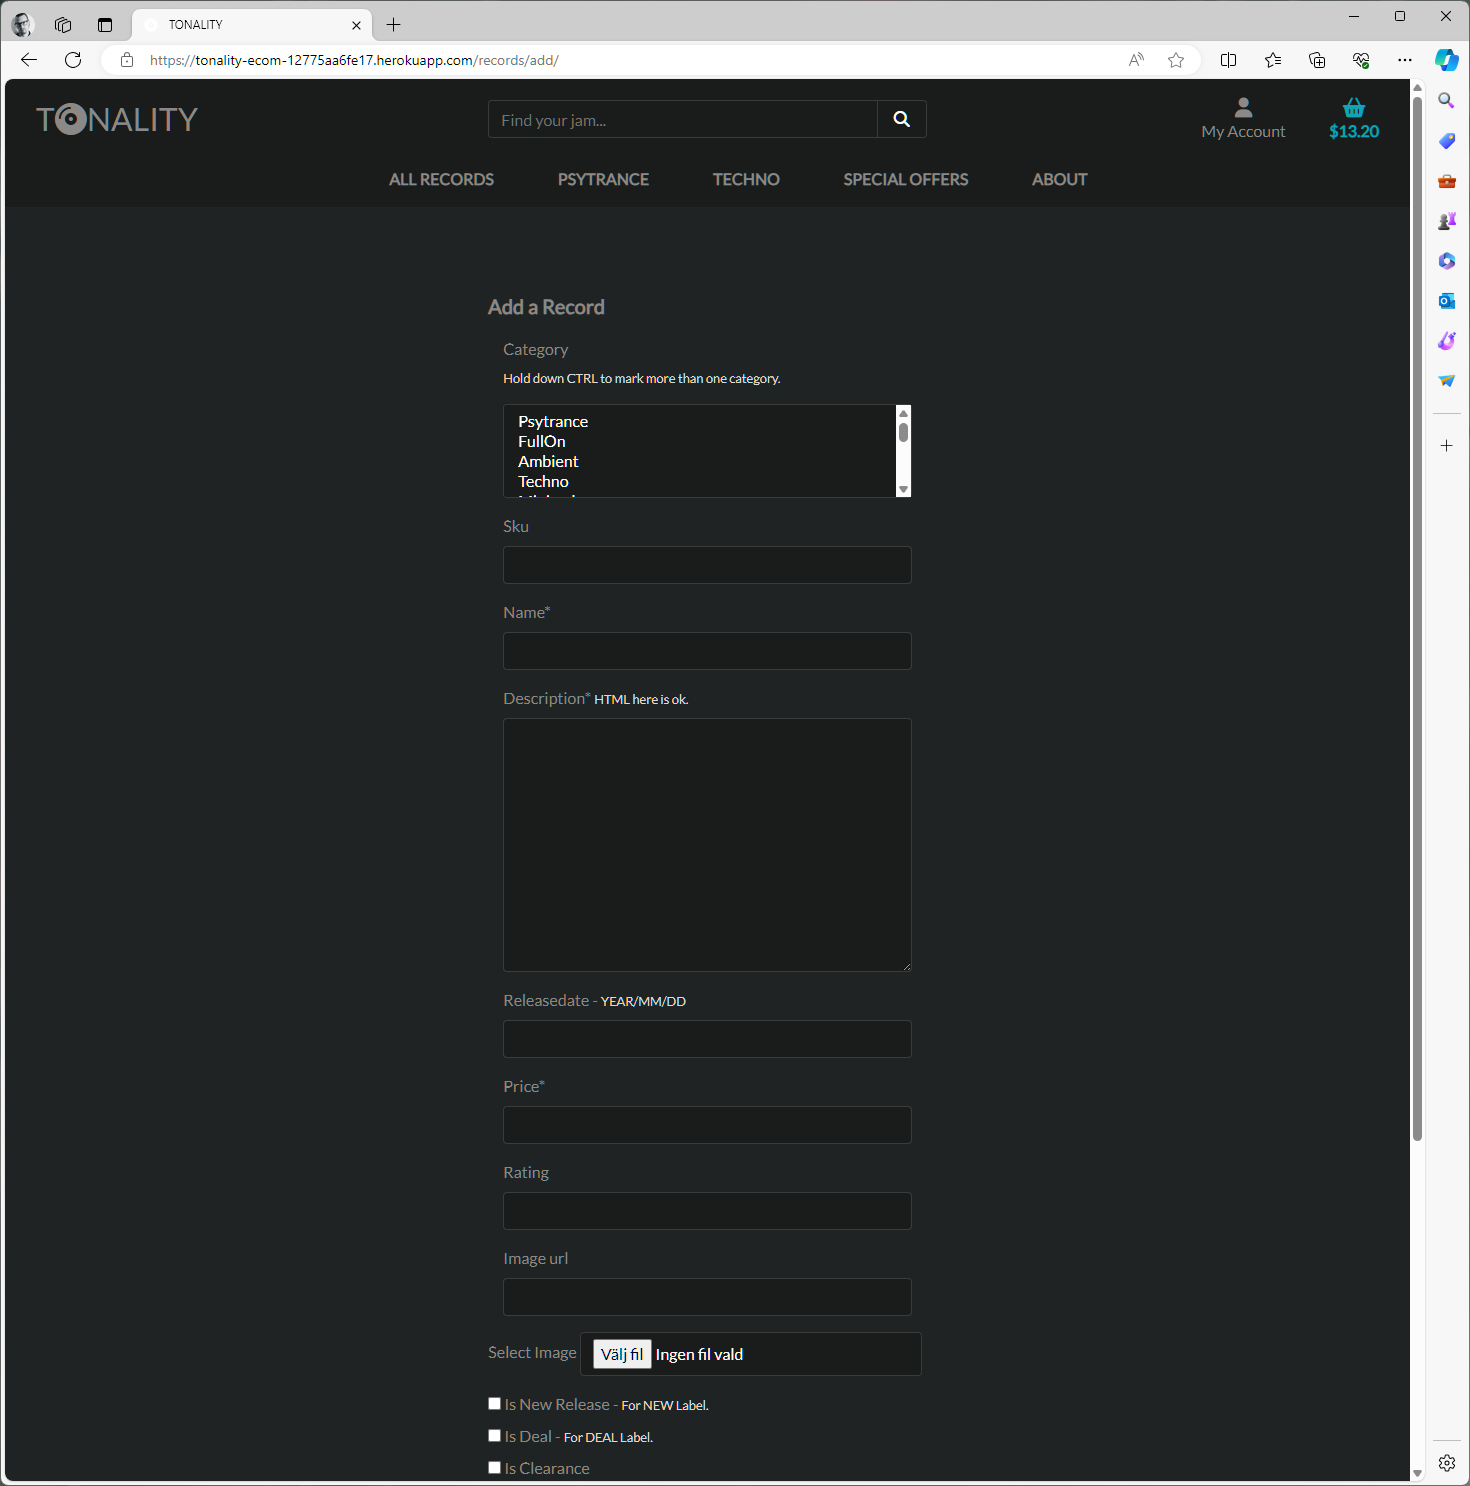 TONALITY
https://tonality-ecom-12775aa6fe17.herokuapp.com/records/add/
TONALITY
Find your jam...
My Account
$13.20
ALL RECORDS PSYTRANCE TECHNO SPECIAL OFFERS ABOUT
Add a Record
Category
Hold down CTRL to mark more than one category.
Psytrance
FullOn
Ambient
Techno
Sku
Name*
Description* HTML here is ok.
Releasedate - YEAR/MM/DD
Price*
Rating
Image url
Select Image Välj fil Ingen fil vald
Is New Release - For NEW Label.
Is Deal - For DEAL Label.
Is Clearance